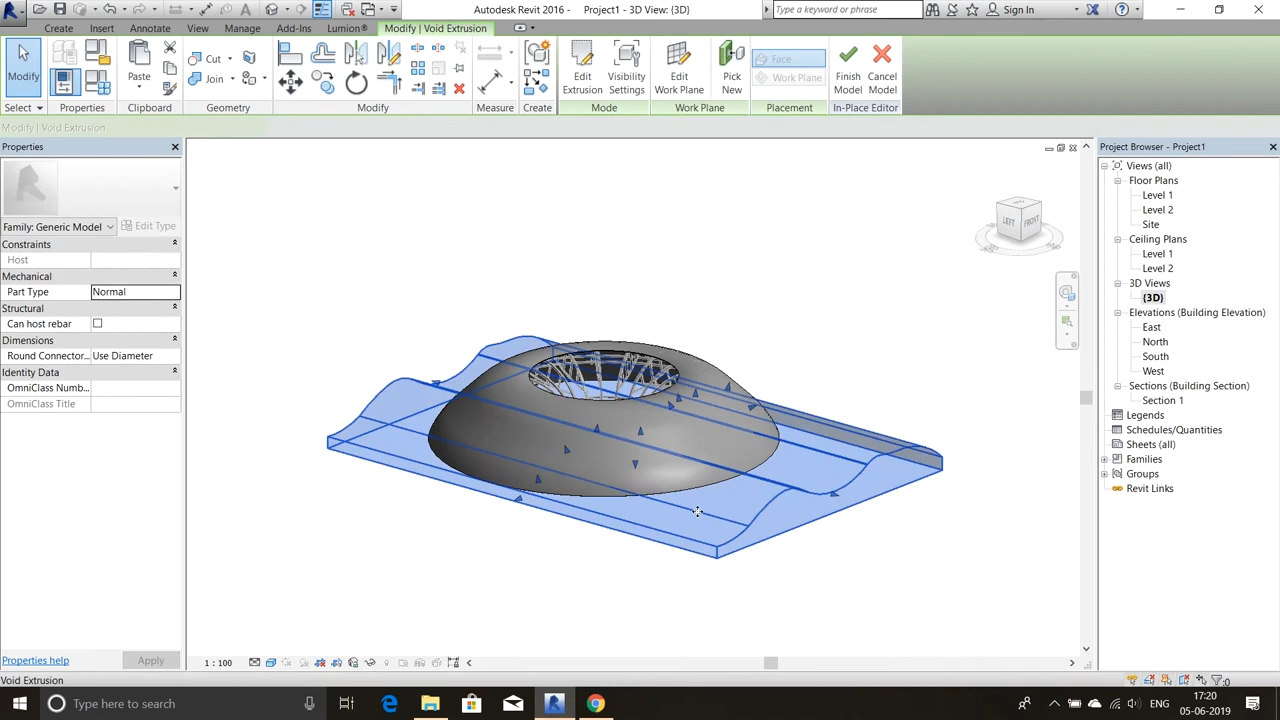 Autodesk Revit 2016 - Project1 - 3D View: {3D}
Type a keyword or phrase
Sign In
Create
Insert
Annotate
View
Manage
Add-Ins
Lumion®
Modify | Void Extrusion
Modify
Paste
Cut
Join
Edit Extrusion
Visibility Settings
Edit Work Plane
Pick New
Face
Work Plane
Finish Model
Cancel Model
Select
Properties
Clipboard
Geometry
Modify
Measure
Create
Mode
Work Plane
Placement
In-Place Editor
Modify | Void Extrusion
Properties
Family: Generic Model
Edit Type
Constraints
Host
Mechanical
Part Type Normal
Structural
Can host rebar
Dimensions
Round Connector... Use Diameter
Identity Data
OmniClass Numb...
OmniClass Title
Properties help
Apply
LEFT
FRONT
1 : 100
Project Browser - Project1
Views (all)
Floor Plans
Level 1
Level 2
Site
Ceiling Plans
Level 1
Level 2
3D Views
{3D}
Elevations (Building Elevation)
East
North
South
West
Sections (Building Section)
Section 1
Legends
Schedules/Quantities
Sheets (all)
Families
Groups
Revit Links
Void Extrusion
:0
Type here to search
ENG
17:20
05-06-2019